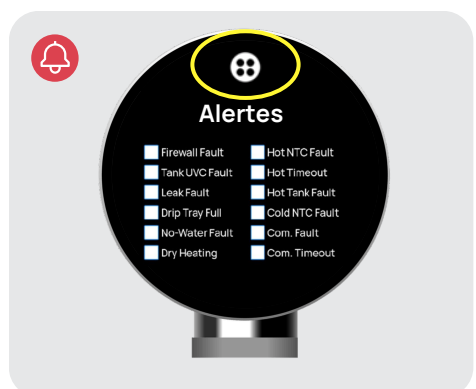 Alertes
Firewall Fault
Tank UVC Fault
Leak Fault
Drip Tray Full
No-Water Fault
Dry Heating
Hot NTC Fault
Hot Timeout
Hot Tank Fault
Cold NTC Fault
Com. Fault
Com. Timeout